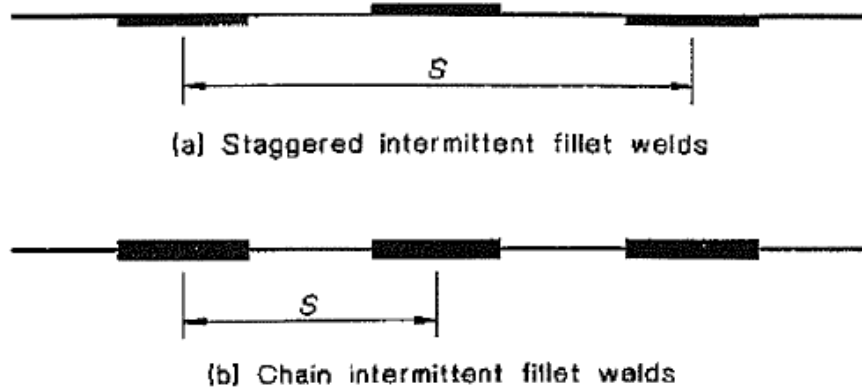 S
(a) Staggered intermittent fillet welds
S
(b) Chain intermittent fillet welds